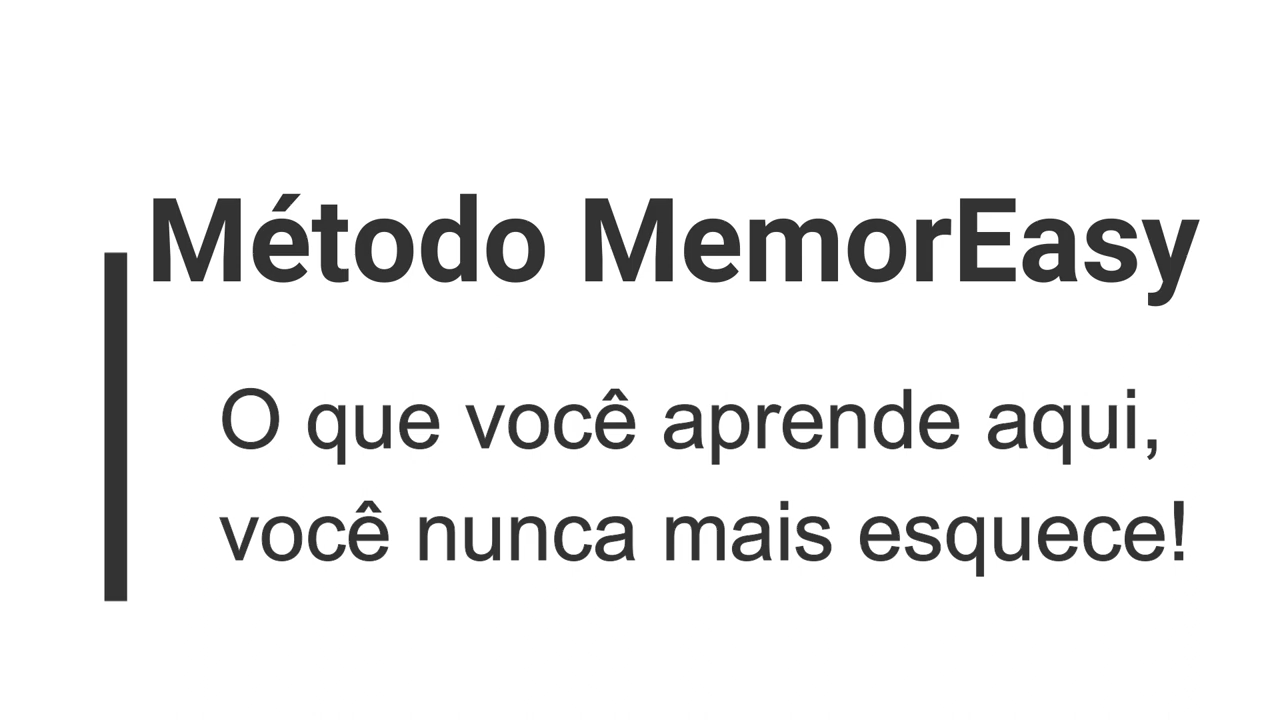 Método MemorEasy
O que você aprende aqui,
você nunca mais esquece!